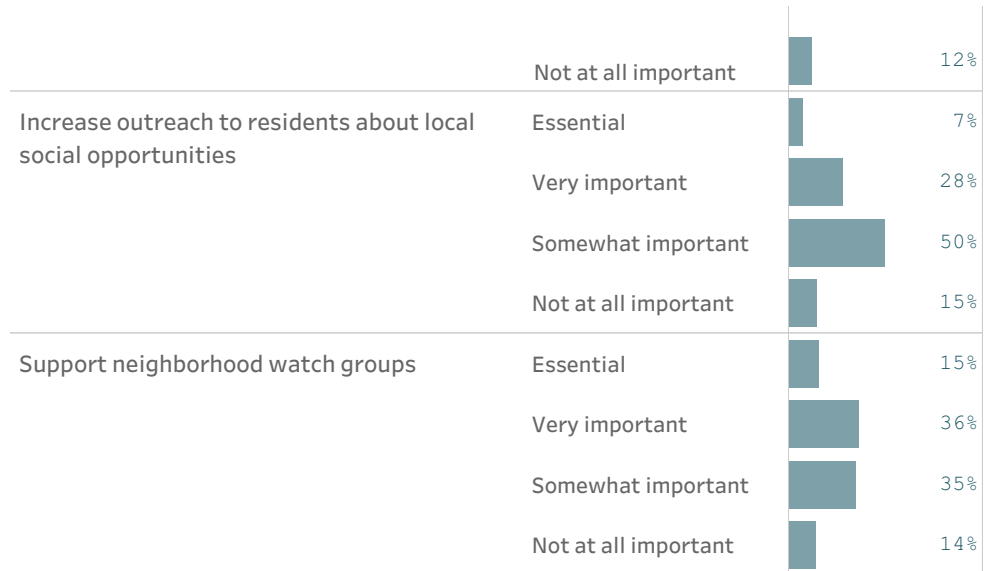 Not at all important 12%
Increase outreach to residents about local
social opportunities
Essential 7%
Very important 28%
Somewhat important 50%
Not at all important 15%
Support neighborhood watch groups
Essential 15%
Very important 36%
Somewhat important 35%
Not at all important 14%